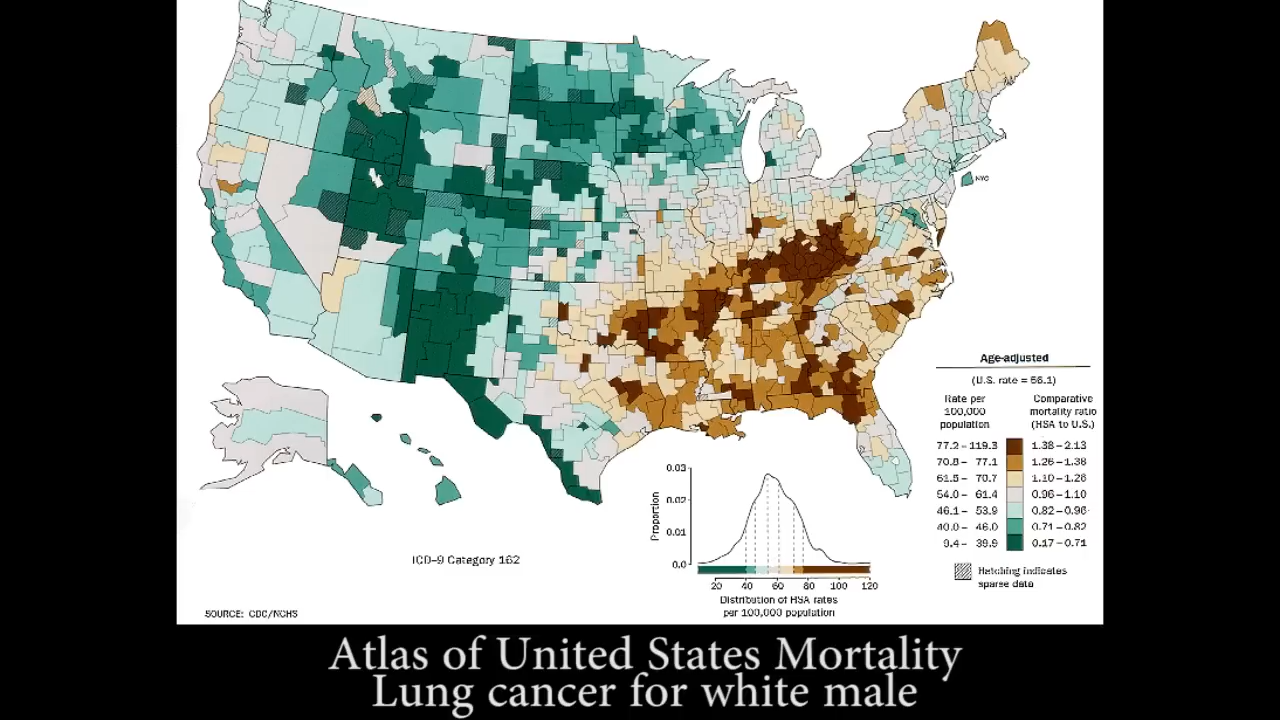 NYC
Age-adjusted
(U.S. rate = 56.1)
Rate per
100,000
population
Comparative
mortality ratio
(HSA to U.S.)
77.2 – 119.3 1.38 – 2.13
70.8 – 77.1 1.26 – 1.38
61.5 – 70.7 1.10 – 1.26
54.0 – 61.4 0.96 – 1.10
46.1 – 53.9 0.82 – 0.96
40.0 – 46.0 0.71 – 0.82
9.4 – 39.9 0.17 – 0.71
Hatching indicates
sparse data
Proportion
0.03
0.02
0.01
0.0
20 40 60 80 100 120
Distribution of HSA rates
per 100,000 population
ICD-9 Category 162
SOURCE: CDC/NCHS
Atlas of United States Mortality
Lung cancer for white male